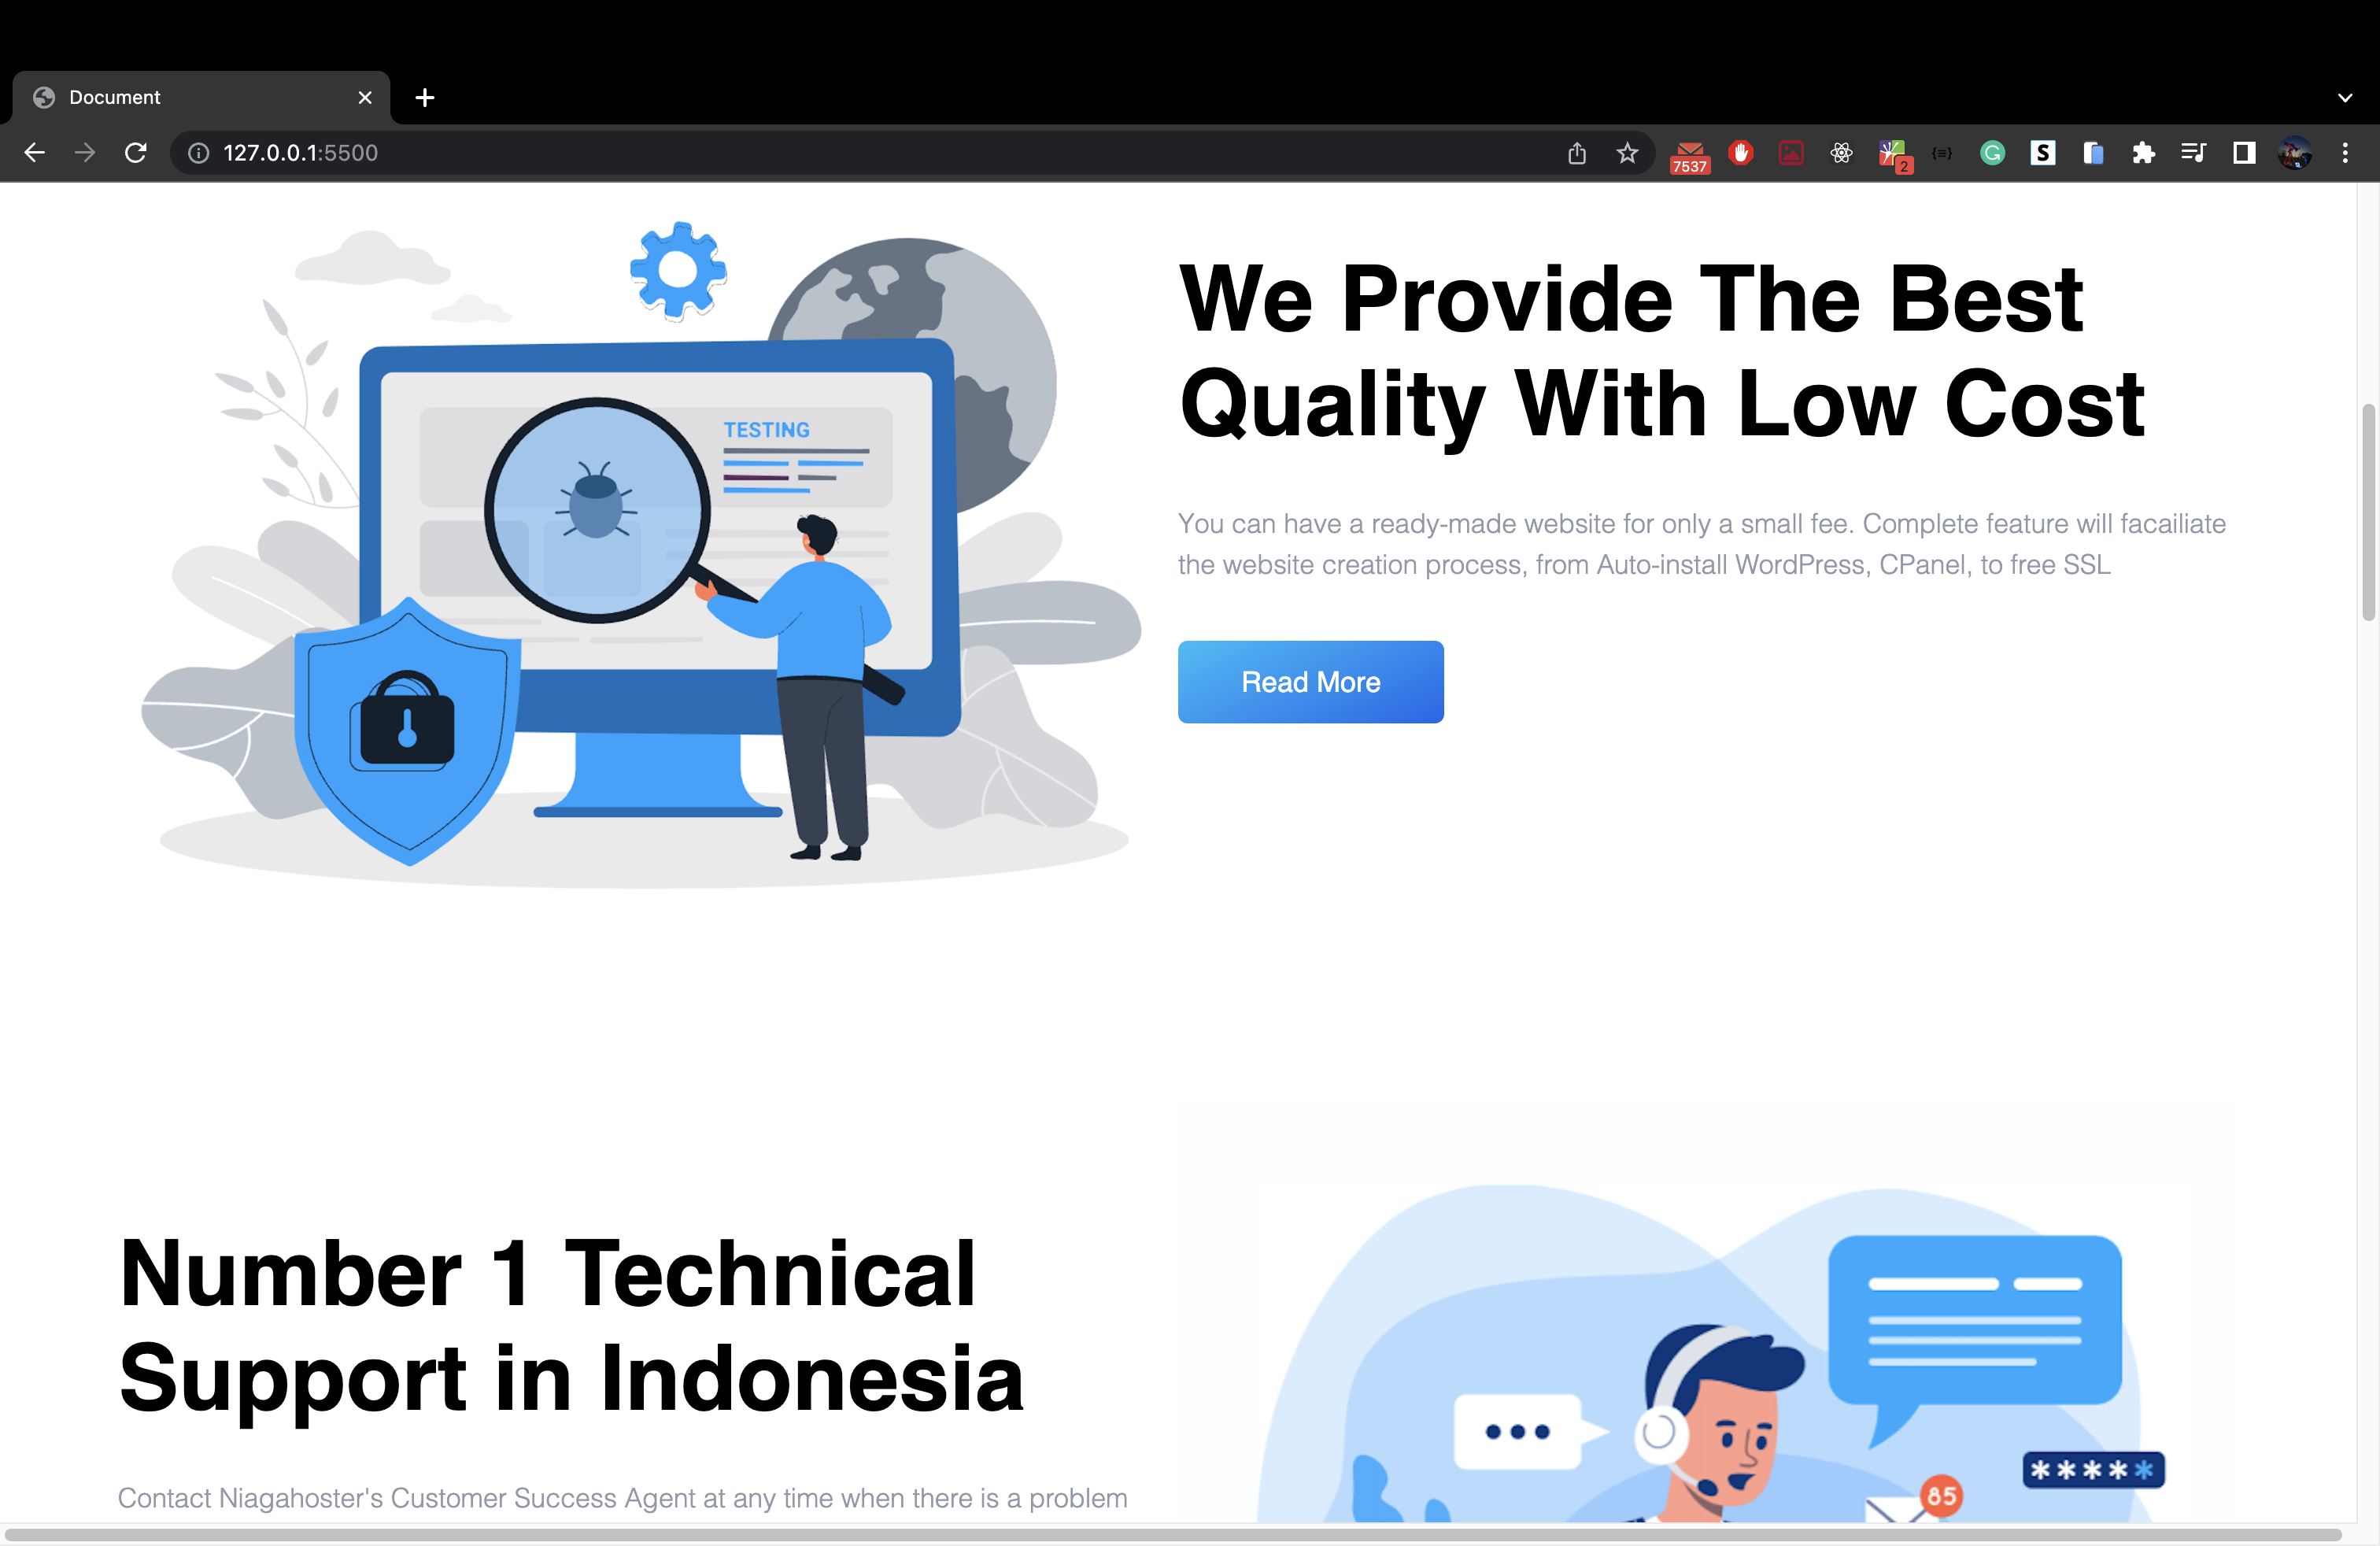 Document
127.0.0.1:5500
7537
2
S
We Provide The Best
Quality With Low Cost
TESTING
You can have a ready-made website for only a small fee. Complete feature will facailiate
the website creation process, from Auto-install WordPress, CPanel, to free SSL
Read More
Number 1 Technical
Support in Indonesia
Contact Niagahoster's Customer Success Agent at any time when there is a problem
*****
85